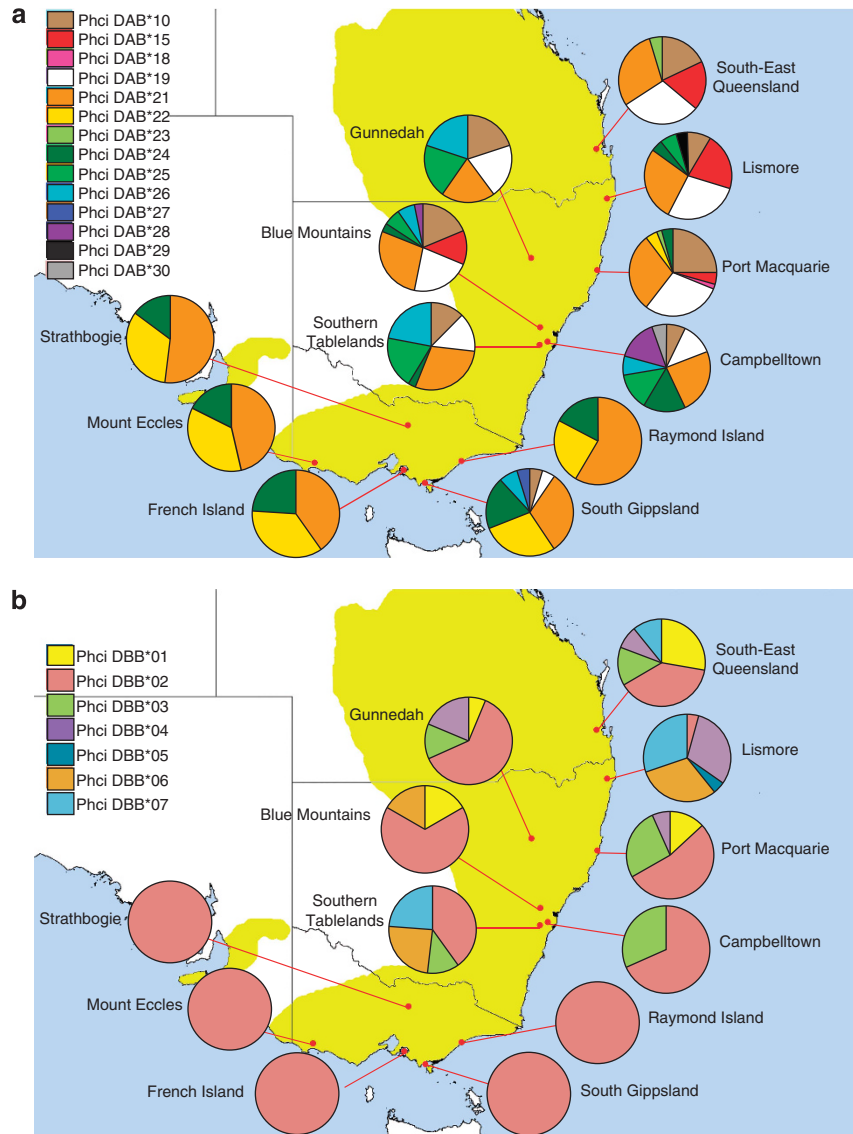 a
Phci DAB*10
Phci DAB*15
Phci DAB*18
Phci DAB*19
Phci DAB*21
Phci DAB*22
Phci DAB*23
Phci DAB*24
Phci DAB*25
Phci DAB*26
Phci DAB*27
Phci DAB*28
Phci DAB*29
Phci DAB*30
South-East
Queensland
Gunnedah
Lismore
Blue Mountains
Port Macquarie
Southern
Tablelands
Strathbogie
Campbelltown
Mount Eccles
Raymond Island
French Island
South Gippsland
b
Phci DBB*01
Phci DBB*02
Phci DBB*03
Phci DBB*04
Phci DBB*05
Phci DBB*06
Phci DBB*07
South-East
Queensland
Gunnedah
Lismore
Blue Mountains
Port Macquarie
Southern
Tablelands
Strathbogie
Campbelltown
Mount Eccles
Raymond Island
French Island
South Gippsland